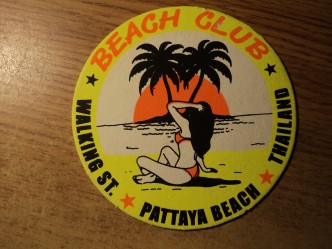 BEACH CLUB
WALKING ST. ★ PATTAYA BEACH ★ THAILAND